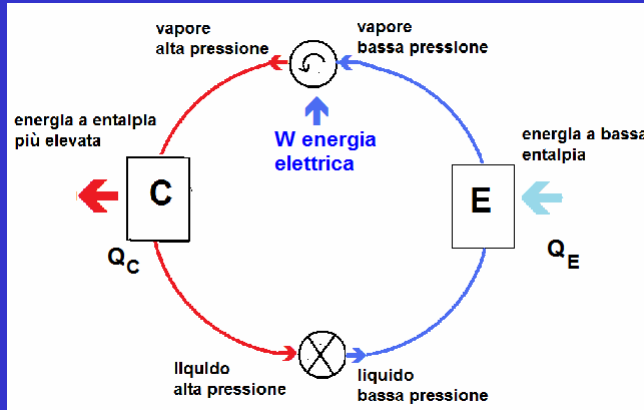 vapore
alta pressione
vapore
bassa pressione
energia a entalpia
più elevata
W energia
elettrica
energia a bassa
entalpia
C
E
QC
QE
liquido
alta pressione
liquido
bassa pressione